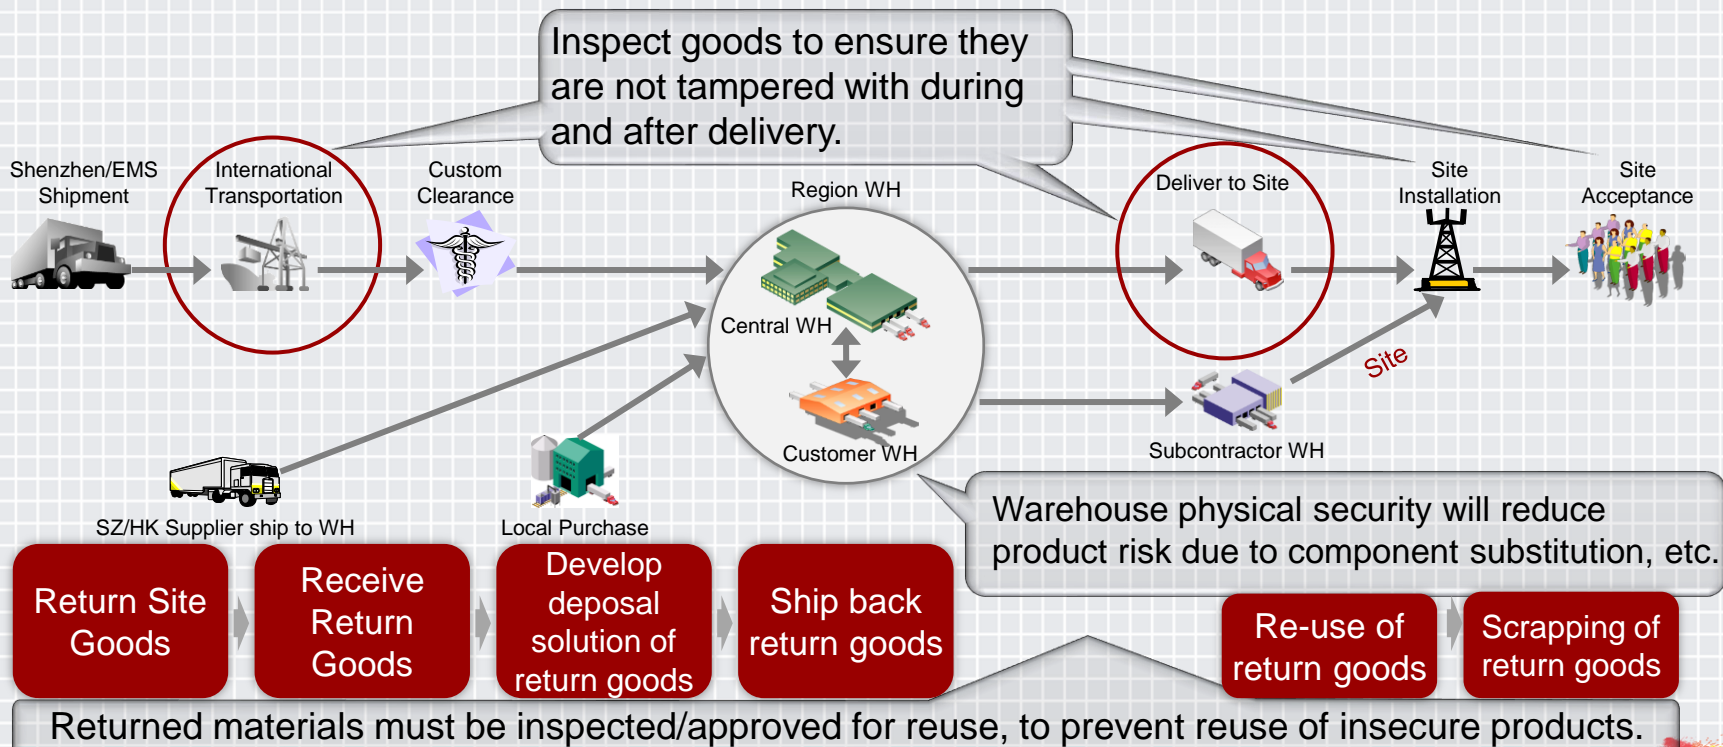 Inspect goods to ensure they
are not tampered with during
and after delivery.
Shenzhen/EMS
Shipment
International
Transportation
Custom
Clearance
Region WH
Deliver to Site
Site
Installation
Site
Acceptance
Central WH
Customer WH
Site
Subcontractor WH
SZ/HK Supplier ship to WH
Local Purchase
Warehouse physical security will reduce
product risk due to component substitution, etc.
Return Site
Goods
Receive
Return
Goods
Develop
deposal
solution of
return goods
Ship back
return goods
Re-use of
return goods
Scrapping of
return goods
Returned materials must be inspected/approved for reuse, to prevent reuse of insecure products.